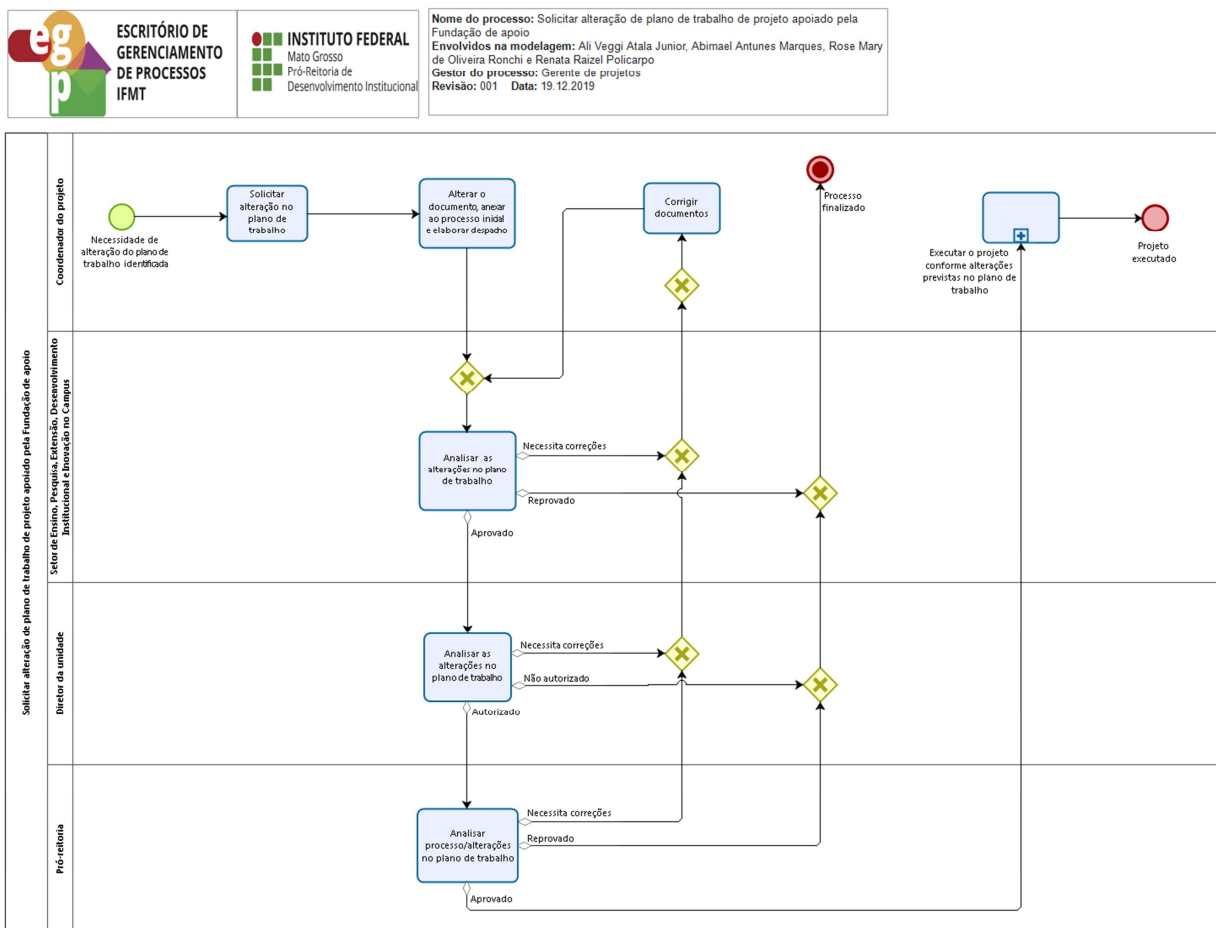 egp
ESCRITÓRIO DE
GERENCIAMENTO
DE PROCESSOS
IFMT
INSTITUTO FEDERAL
Mato Grosso
Pró-Reitoria de
Desenvolvimento Institucional
Nome do processo: Solicitar alteração de plano de trabalho de projeto apoiado pela
Fundação de apoio
Envolvidos na modelagem: Ali Veggi Atala Junior, Abimael Antunes Marques, Rose Mary
de Oliveira Ronchi e Renata Raizel Policarpo
Gestor do processo: Gerente de projetos
Revisão: 001 Data: 19.12.2019
Solicitar alteração de plano de trabalho de projeto apoiado pela Fundação de apoio
Coordenador do projeto
Necessidade de
alteração do plano de
trabalho identificada
Solicitar
alteração no
plano de
trabalho
Alterar o
documento, anexar
ao processo inicial
e elaborar despacho
Corrigir
documentos
Processo
finalizado
Executar o projeto
conforme alterações
previstas no plano de
trabalho
Projeto
executado
Setor de Ensino, Pesquisa, Extensão, Desenvolvimento
Institucional e Inovação no Campus
Analisar as
alterações no plano
de trabalho
Necessita correções
Reprovado
Aprovado
Diretor da unidade
Analisar as
alterações no
plano de trabalho
Necessita correções
Não autorizado
Autorizado
Pró-reitoria
Analisar
processo/alterações
no plano de trabalho
Necessita correções
Reprovado
Aprovado